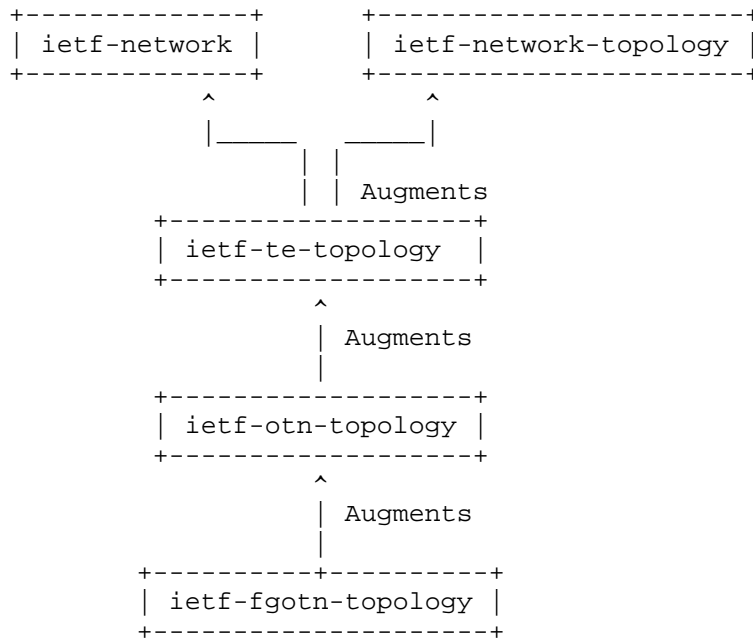 ietf-network ietf-network-topology
Augments
ietf-te-topology
Augments
ietf-otn-topology
Augments
ietf-fgotn-topology